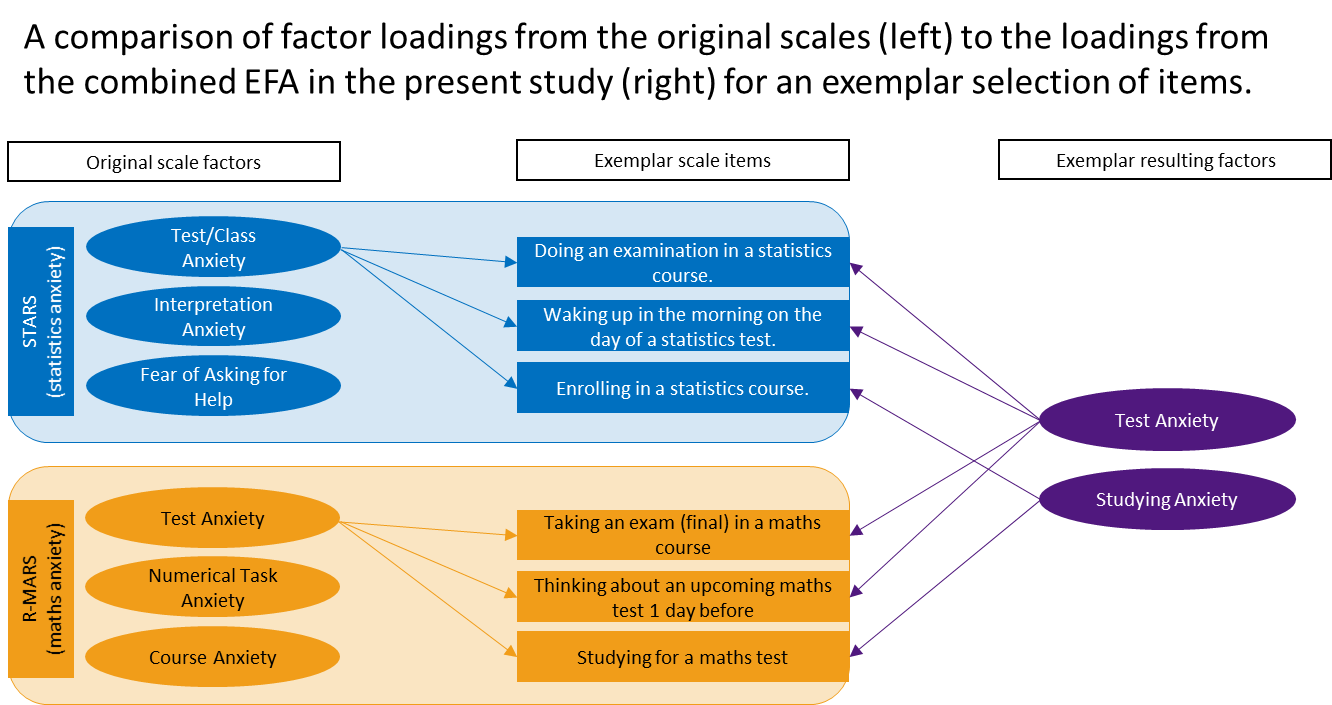 A comparison of factor loadings from the original scales (left) to the loadings from
the combined EFA in the present study (right) for an exemplar selection of items.
Original scale factors
Exemplar scale items
Exemplar resulting factors
STARS
(statistics anxiety)
Test/Class
Anxiety
Interpretation
Anxiety
Fear of Asking for
Help
Doing an examination in a statistics
course.
Waking up in the morning on the
day of a statistics test.
Enrolling in a statistics course.
R-MARS
(maths anxiety)
Test Anxiety
Numerical Task
Anxiety
Course Anxiety
Taking an exam (final) in a maths
course
Thinking about an upcoming maths
test 1 day before
Studying for a maths test
Test Anxiety
Studying Anxiety